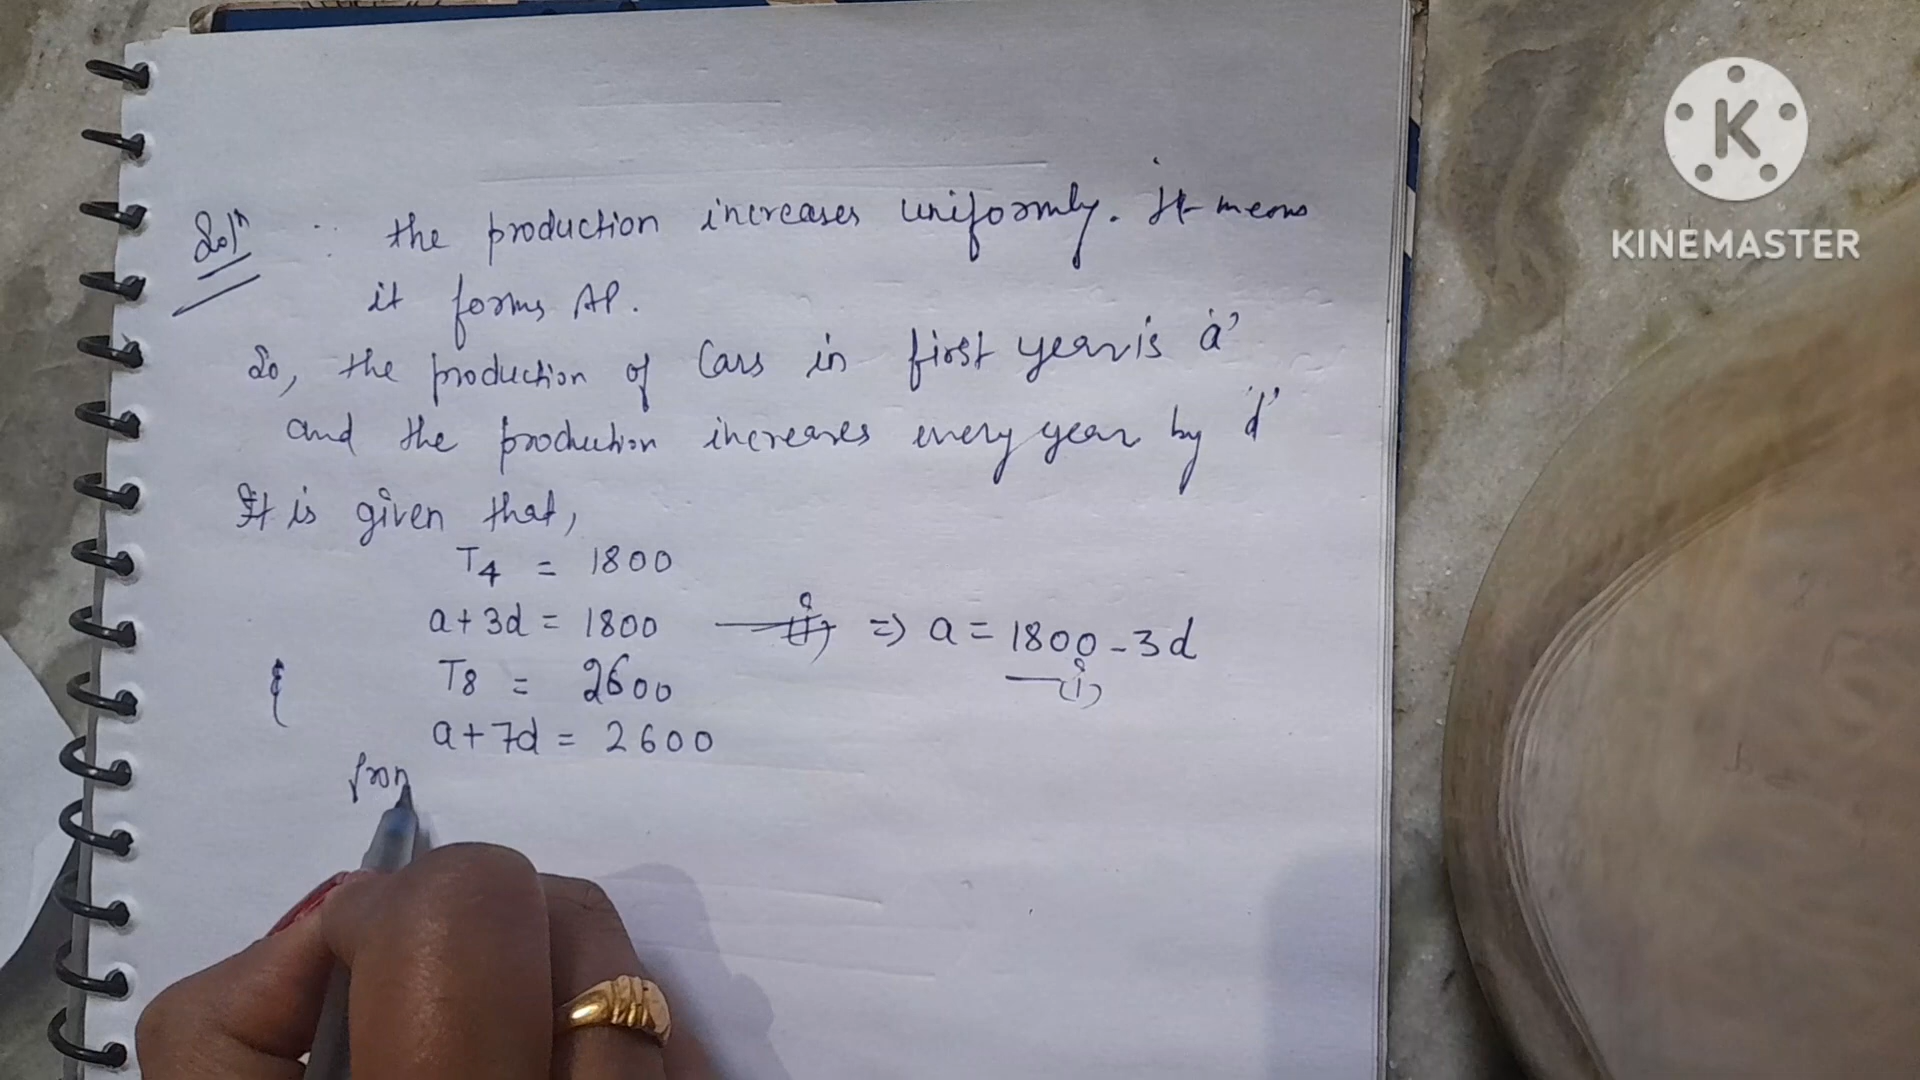 Solⁿ ∵ the production increases uniformly. It means
it forms AP.
So, the production of Cars in first year is 'a'
and the production increases every year by 'd'
It is given that,
T4 = 1800
a + 3d = 1800 ⇒ a = 1800 - 3d
—(i)
& T8 = 2600
a + 7d = 2600
from
K
KINEMASTER